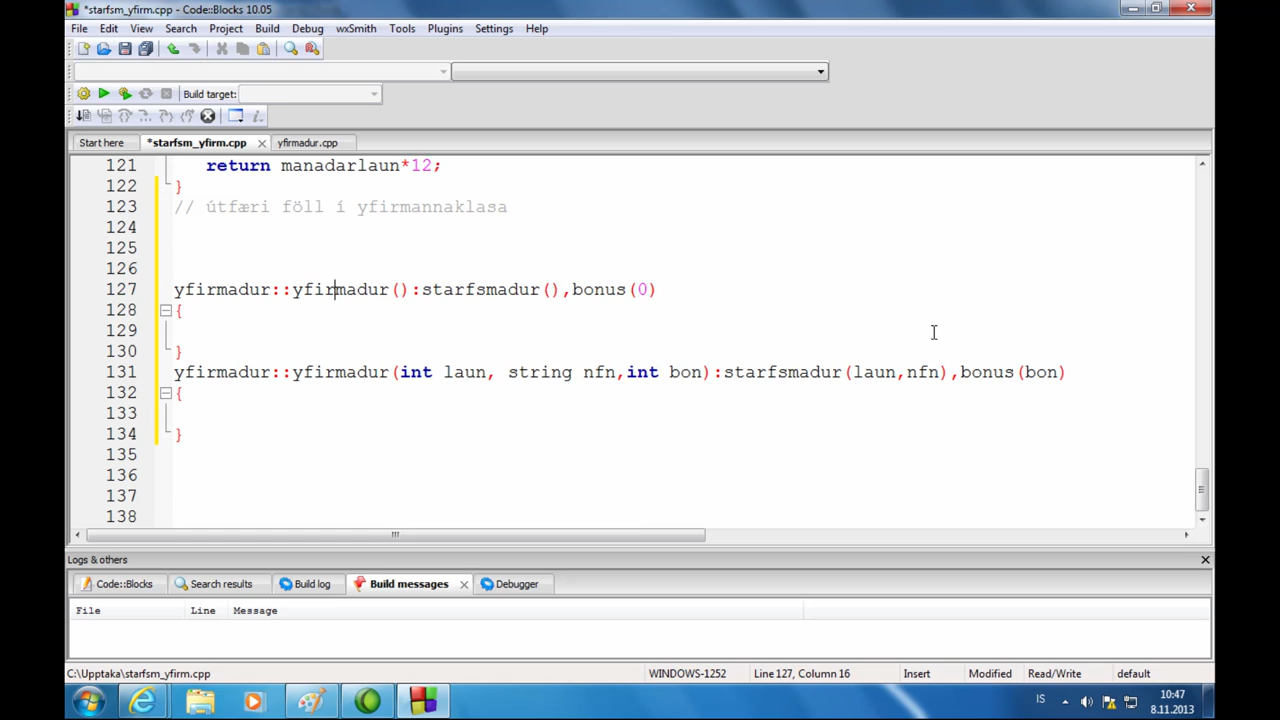 *starfsm_yfirm.cpp - Code::Blocks 10.05
File Edit View Search Project Build Debug wxSmith Tools Plugins Settings Help
Build target:
Start here *starfsm_yfirm.cpp yfirmadur.cpp
121 return manadarlaun*12;
122 }
123 // útfæri föll í yfirmannaklasa
124
125
126
127 yfirmadur::yfirmadur():starfsmadur(),bonus(0)
128 {
129
130 }
131 yfirmadur::yfirmadur(int laun, string nfn,int bon):starfsmadur(laun,nfn),bonus(bon)
132 {
133
134 }
135
136
137
138
Logs & others
Code::Blocks Search results Build log Build messages Debugger
File Line Message
C:\Upptaka\starfsm_yfirm.cpp WINDOWS-1252 Line 127, Column 16 Insert Modified Read/Write default
IS 10:47
8.11.2013